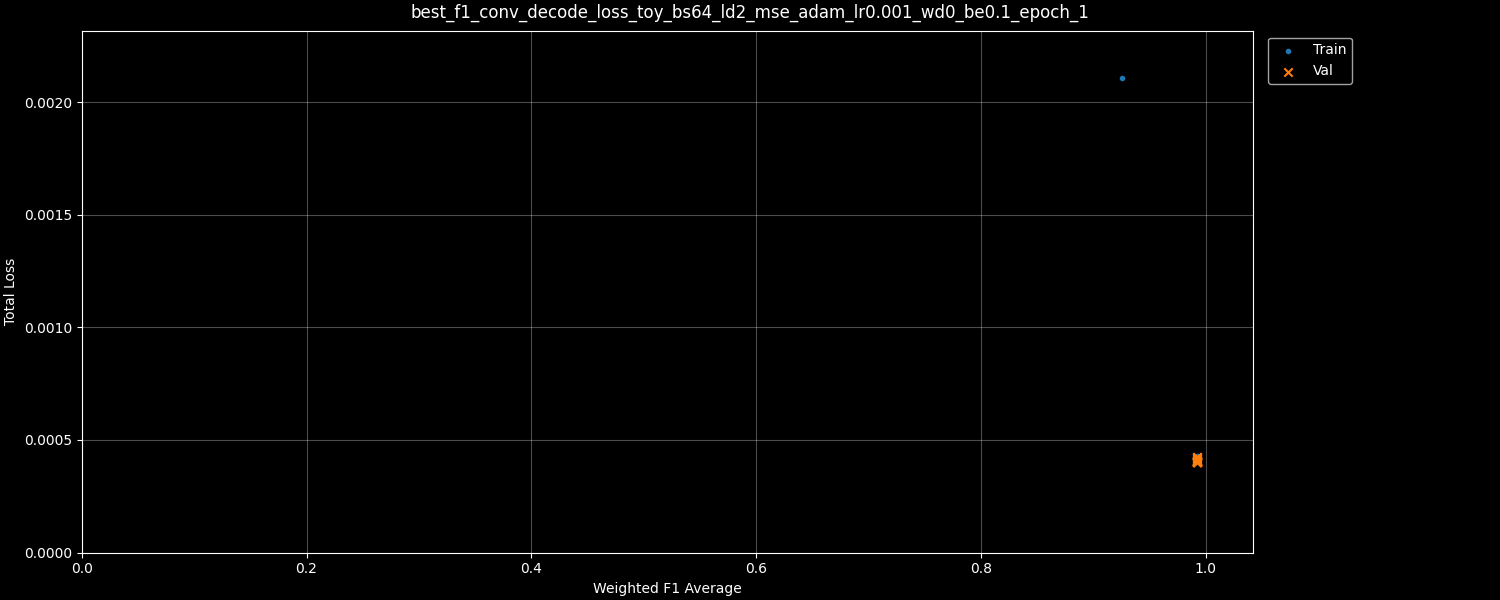 best_f1_conv_decode_loss_toy_bs64_ld2_mse_adam_lr0.001_wd0_be0.1_epoch_1
Train
Val
0.0020
0.0015
0.0010
0.0005
0.0000
Total Loss
0.0 0.2 0.4 0.6 0.8 1.0
Weighted F1 Average